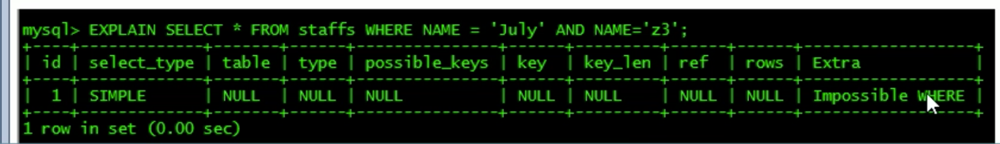 mysql> EXPLAIN SELECT * FROM staffs WHERE NAME = 'July' AND NAME='z3';
+----+-------------+-------+------+---------------+------+---------+------+------+------------------+
| id | select_type | table | type | possible_keys | key | key_len | ref | rows | Extra |
+----+-------------+-------+------+---------------+------+---------+------+------+------------------+
| 1 | SIMPLE | NULL | NULL | NULL | NULL | NULL | NULL | NULL | Impossible WHERE |
+----+-------------+-------+------+---------------+------+---------+------+------+------------------+
1 row in set (0.00 sec)